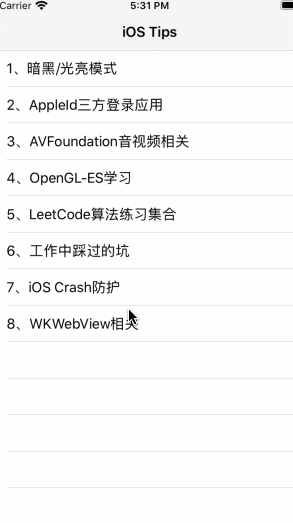 Carrier 5:31 PM
iOS Tips
1、暗黑/光亮模式
2、AppleId三方登录应用
3、AVFoundation音视频相关
4、OpenGL-ES学习
5、LeetCode算法练习集合
6、工作中踩过的坑
7、iOS Crash防护
8、WKWebView相关